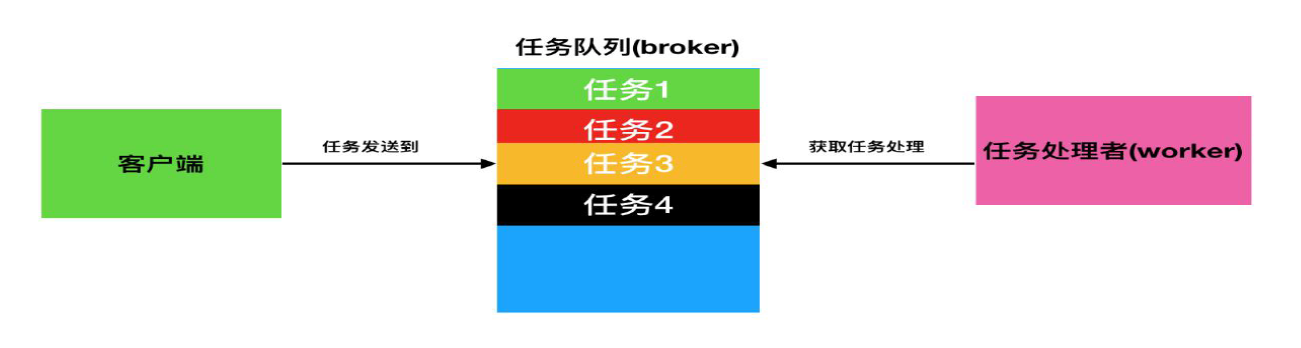 任务队列(broker)
任务1
任务2
任务3
任务4
客户端
任务发送到
获取任务处理
任务处理者(worker)